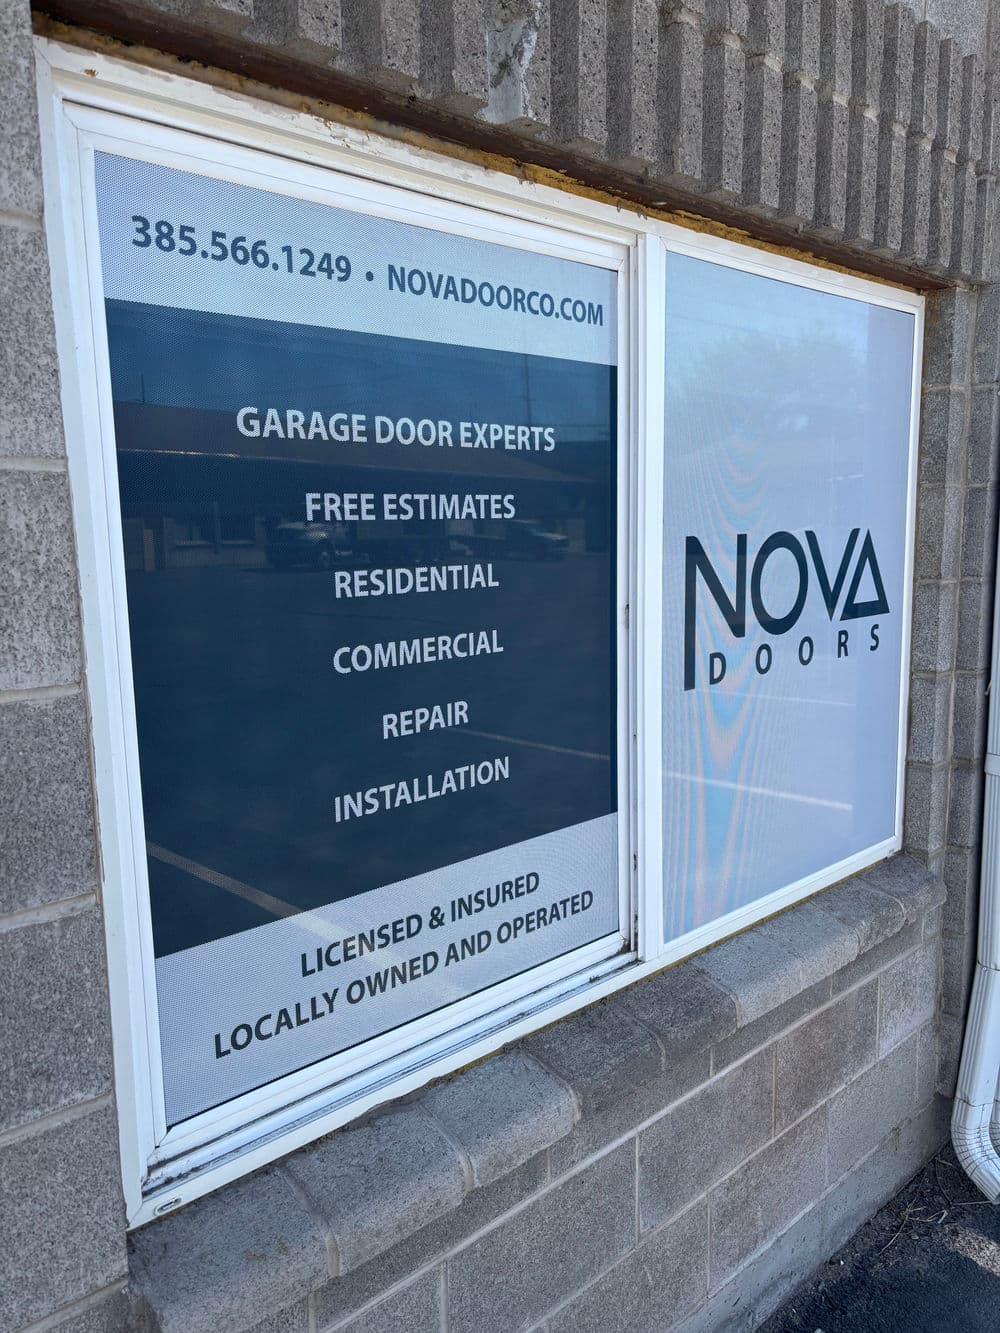 385.566.1249 • NOVADOORCO.COM
GARAGE DOOR EXPERTS
FREE ESTIMATES
RESIDENTIAL
COMMERCIAL
REPAIR
INSTALLATION
LICENSED & INSURED
LOCALLY OWNED AND OPERATED
NOVA
DOORS